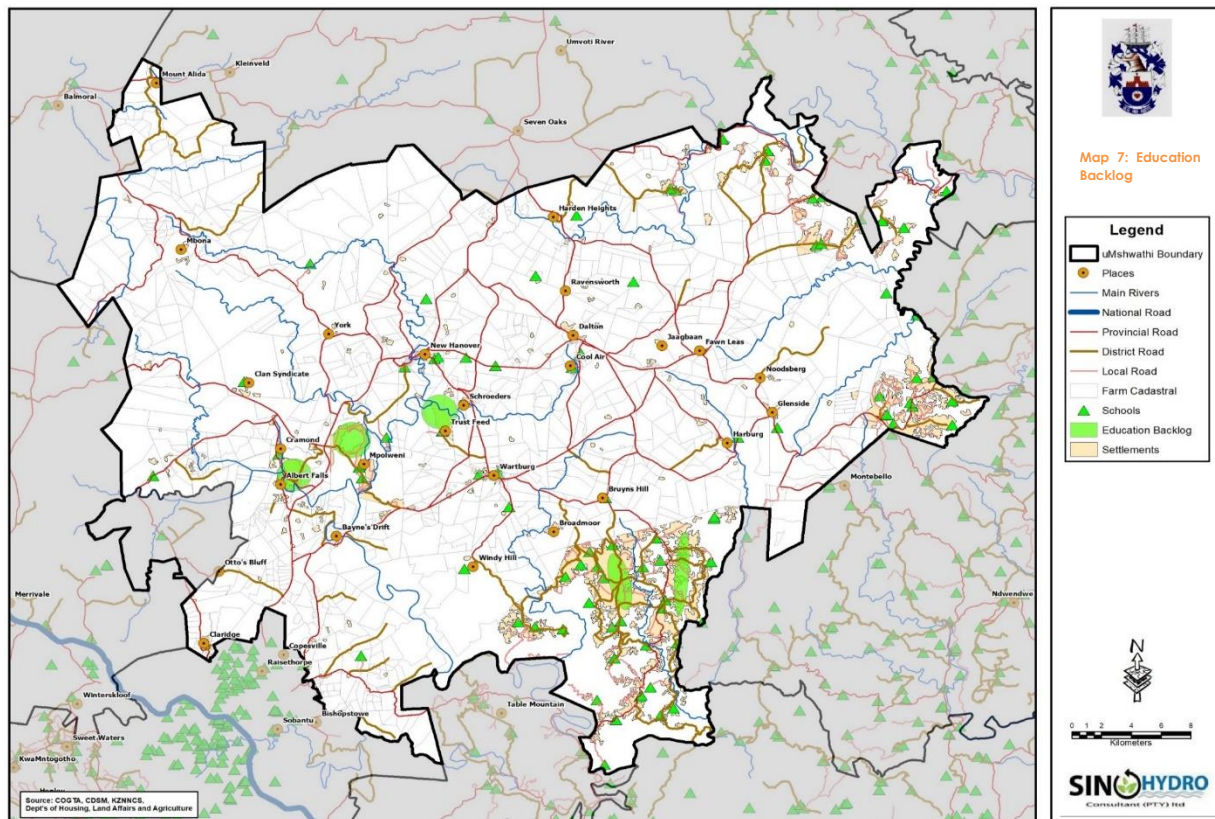 Umvoti River
Kleinveld
Mount Alida
Balmoral
Seven Oaks
Harden Heights
Mbona
Ravensworth
York
Dalton
Jaagbaan
Fawn Leas
New Hanover
Cool Air
Clan Syndicate
Noodsberg
Schroeders
Glenside
Trust Feed
Cramond
Harburg
Mpolweni
Albert Falls
Wartburg
Montebello
Bruyns Hill
Bayne's Drift
Broadmoor
Windy Hill
Otto's Bluff
Merrivale
Ndwendwe
Claridge
Copesville
Raisethorpe
Winterskloof
Table Mountain
Bishopstowe
Sobantu
Sweet Waters
KwaMntogotho
Source: COGTA, CDSM, KZNNCS,
Dept's of Housing, Land Affairs and Agriculture
Map 7: Education
Backlog
Legend
uMshwathi Boundary
Places
Main Rivers
National Road
Provincial Road
District Road
Local Road
Farm Cadastral
Schools
Education Backlog
Settlements
N
0 1 2 4 6 8
Kilometers
SINOHYDRO
Consultant (PTY) ltd